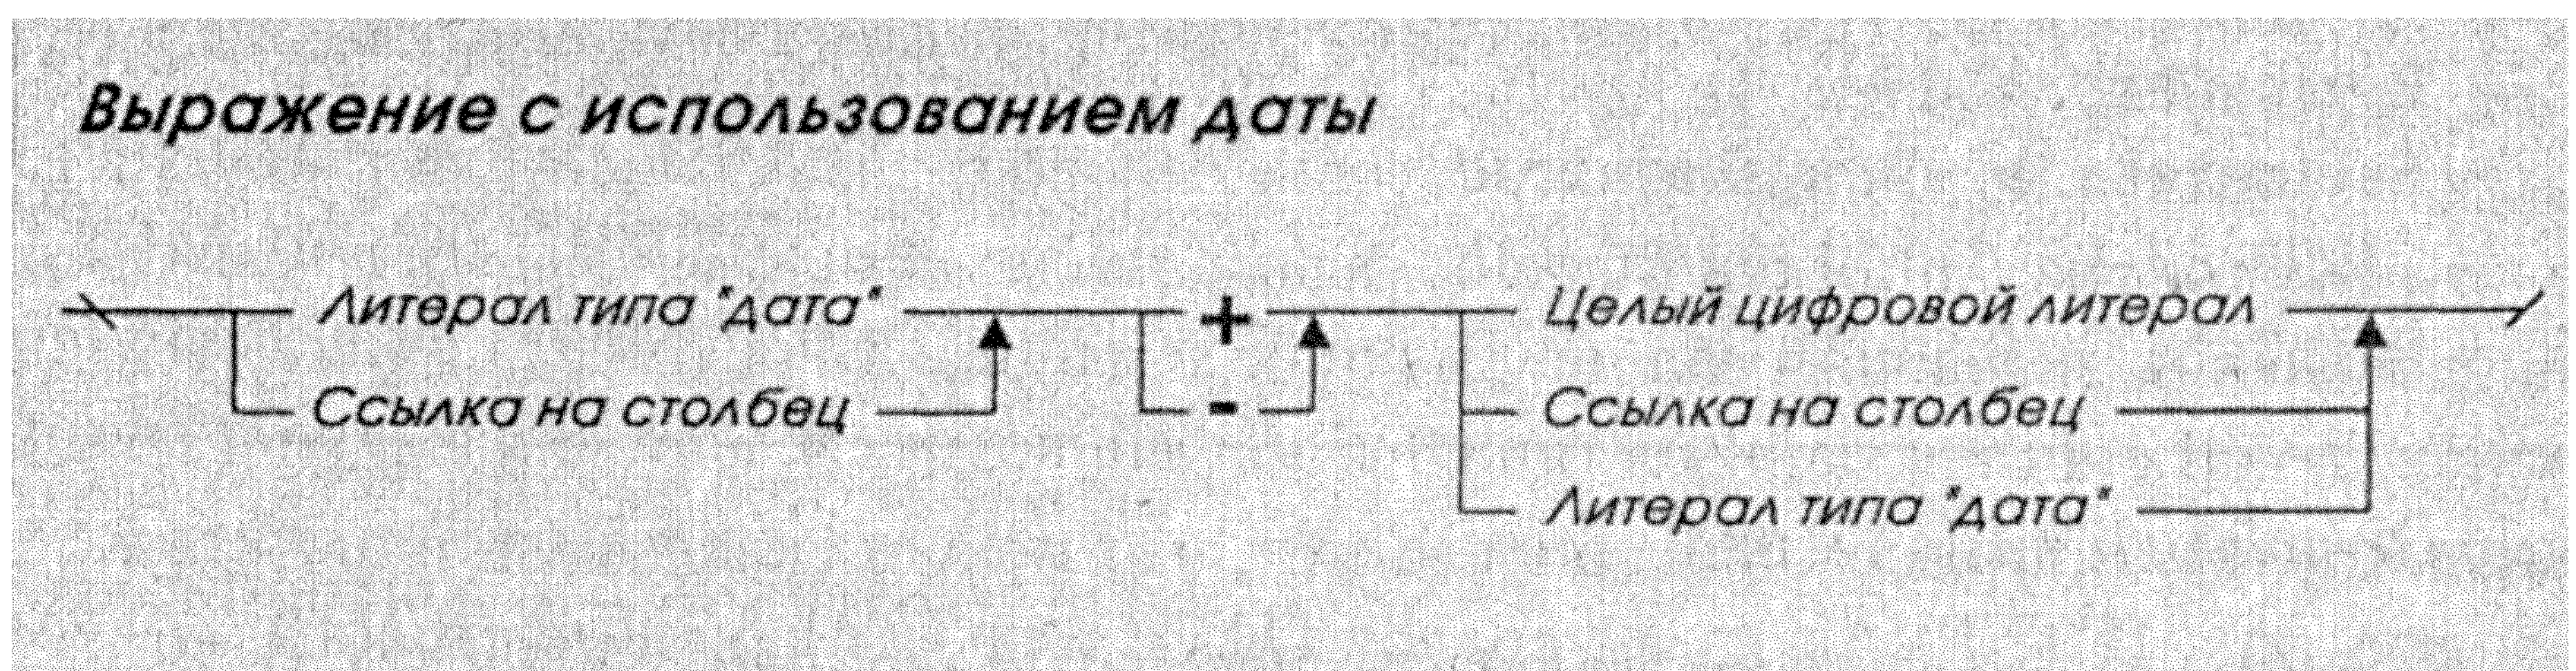 Выражение с использованием даты
Литерал типа "дата" + Целый цифровой литерал
Ссылка на столбец - Ссылка на столбец
Литерал типа "дата"